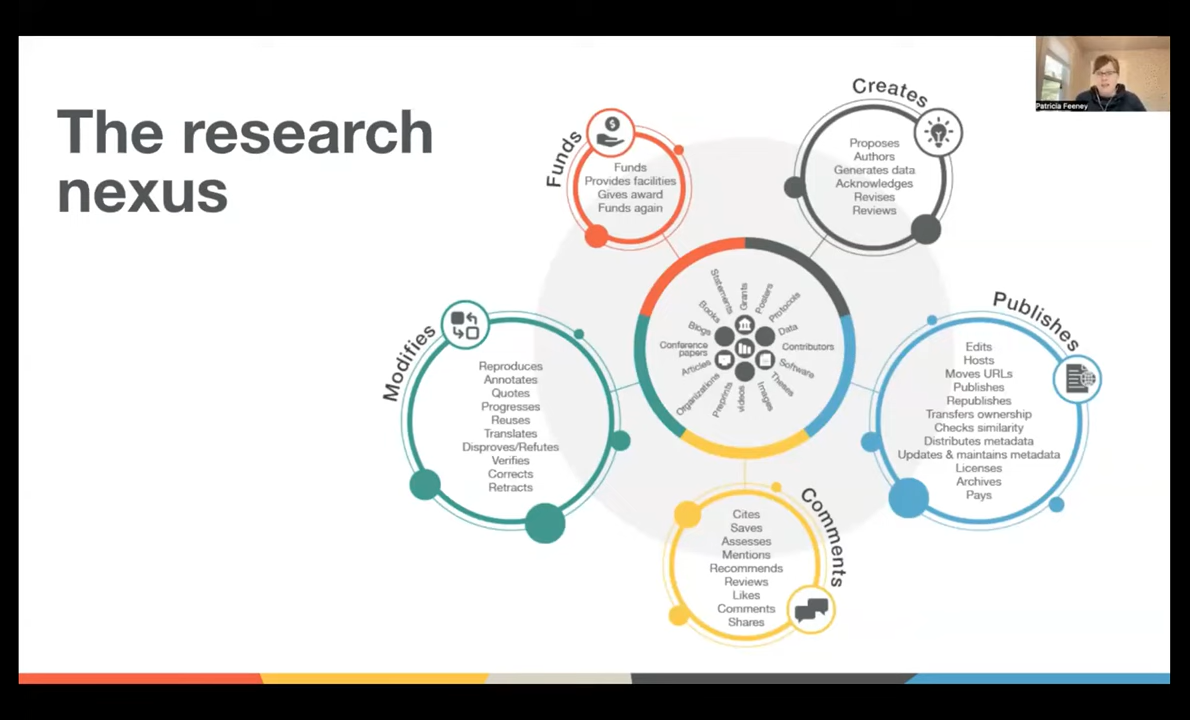 The research
nexus
Patricia Feeney
Funds
Funds
Provides facilities
Gives award
Funds again
Creates
Proposes
Authors
Generates data
Acknowledges
Revises
Reviews
Modifies
Reproduces
Annotates
Quotes
Progresses
Reuses
Translates
Disproves/Refutes
Verifies
Corrects
Retracts
Statements
Grants
Posters
Protocols
Data
Contributors
Software
Theses
Images
videos
Preprints
Organizations
Articles
Conference
papers
Blogs
Books
Publishes
Edits
Hosts
Moves URLs
Publishes
Republishes
Transfers ownership
Checks similarity
Distributes metadata
Updates & maintains metadata
Licenses
Archives
Pays
Comments
Cites
Saves
Assesses
Mentions
Recommends
Reviews
Likes
Comments
Shares